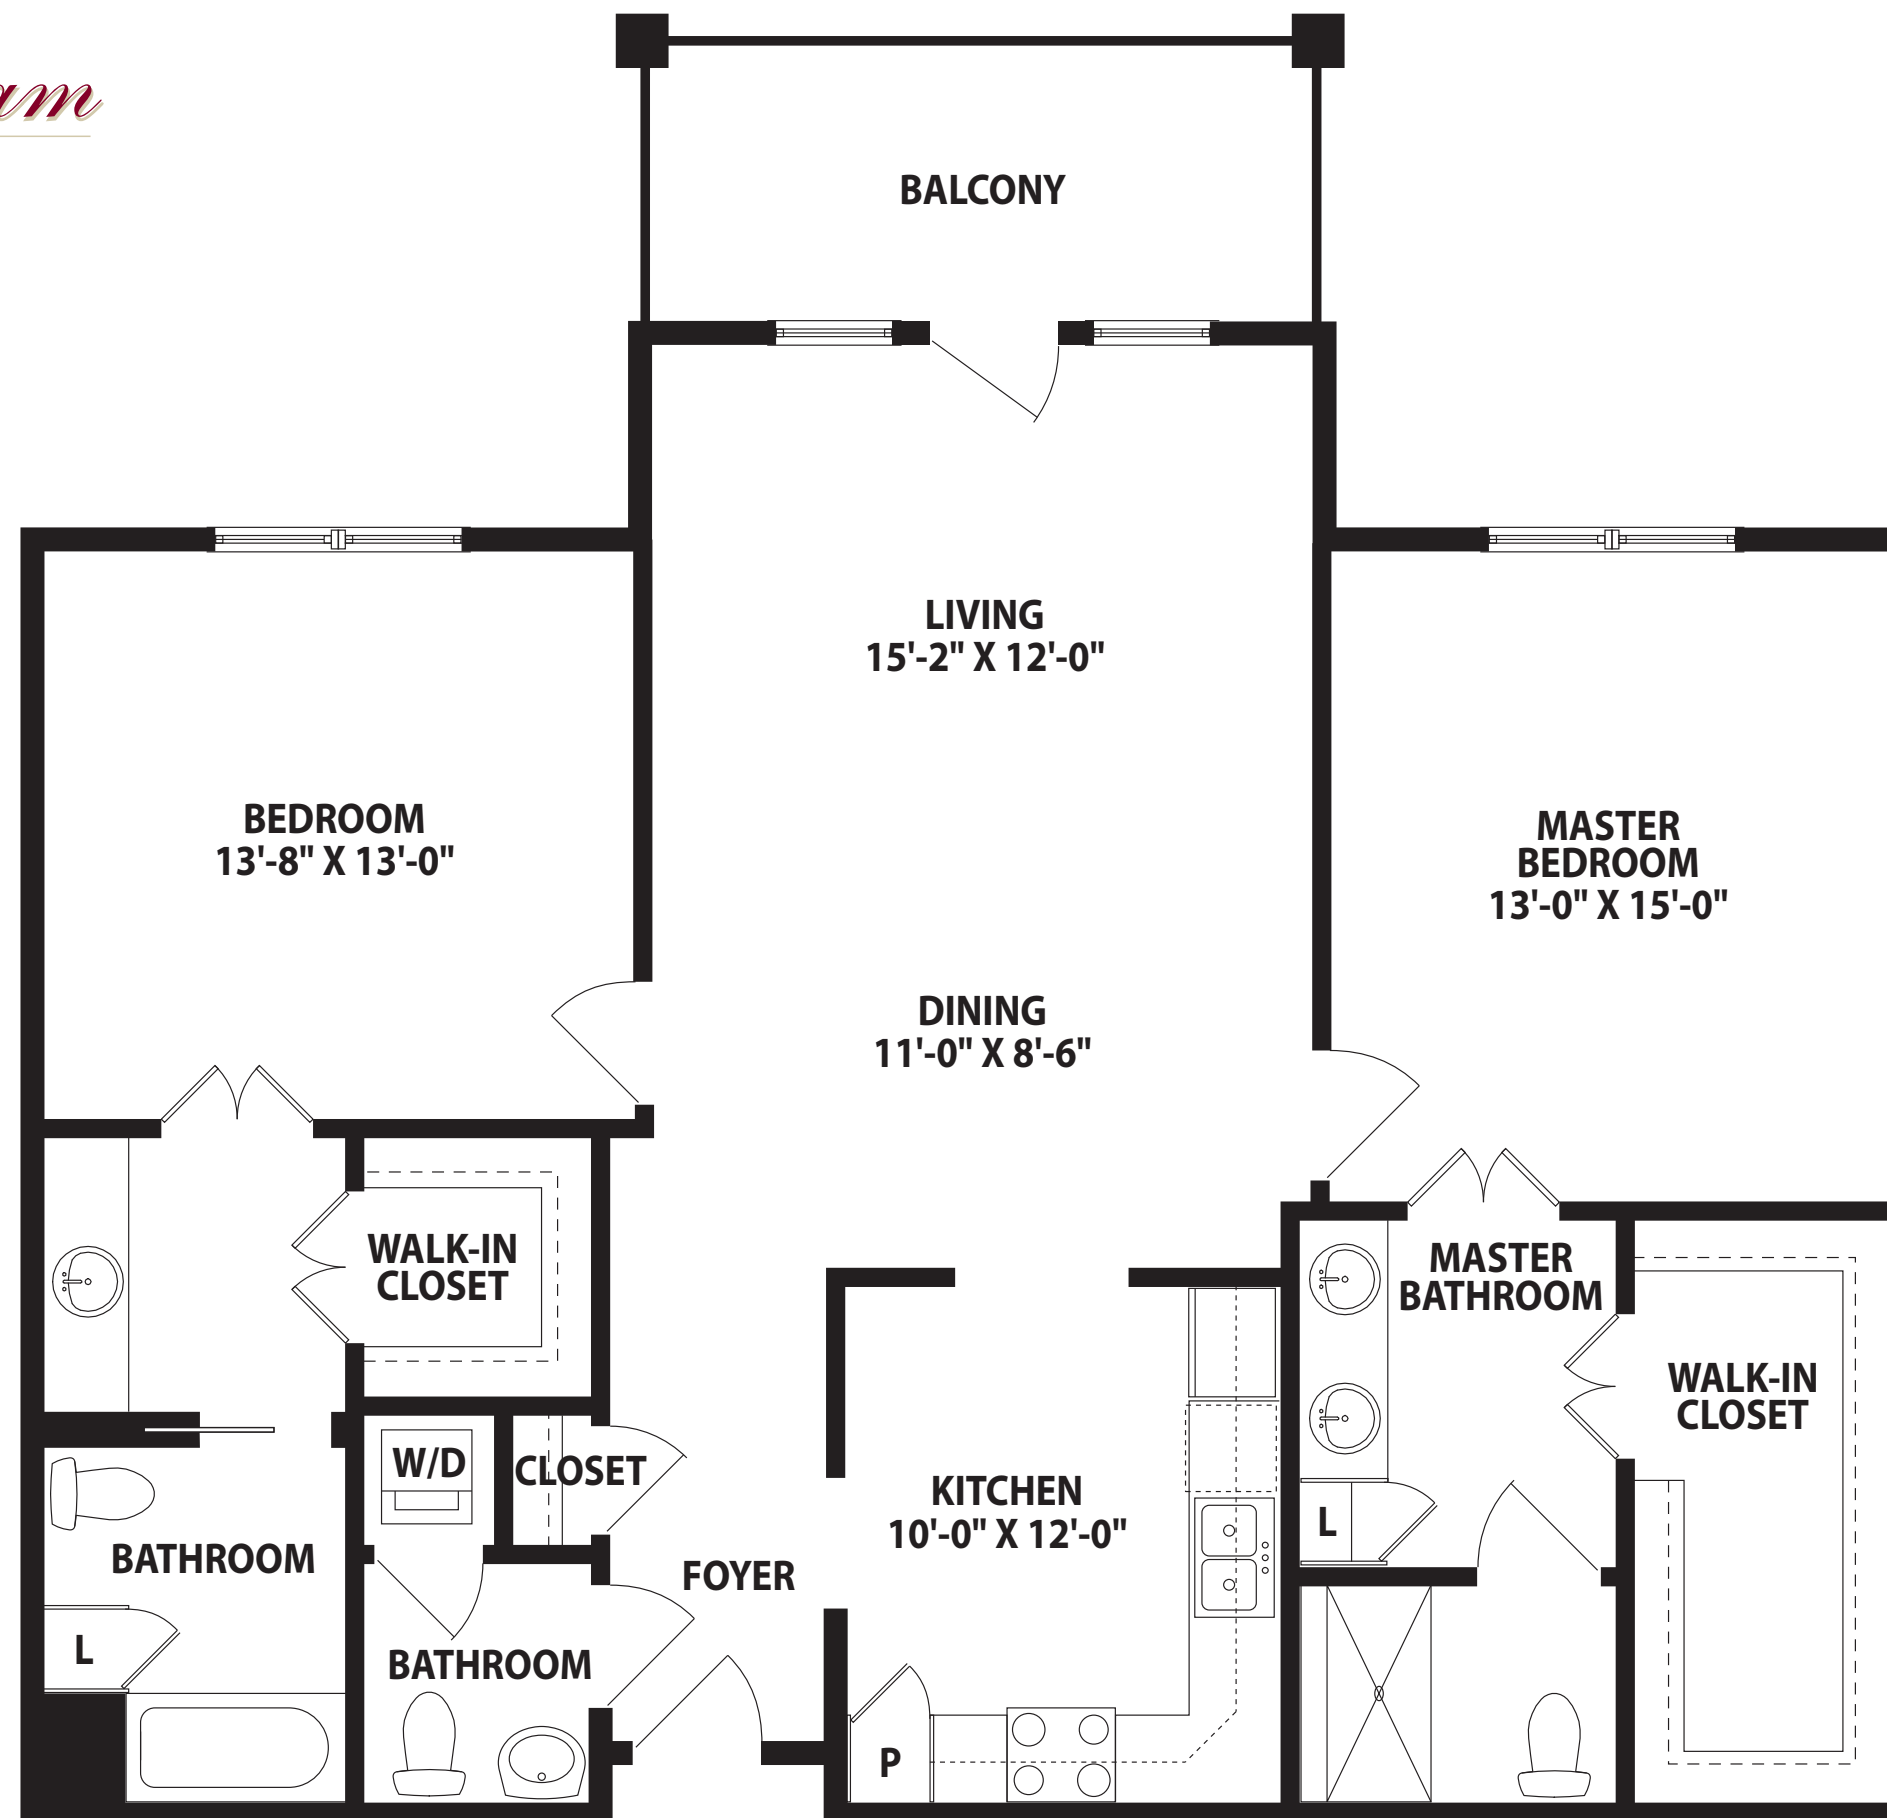 am
BALCONY
LIVING
15'-2" X 12'-0"
BEDROOM
13'-8" X 13'-0"
MASTER
BEDROOM
13'-0" X 15'-0"
DINING
11'-0" X 8'-6"
WALK-IN
CLOSET
MASTER
BATHROOM
WALK-IN
CLOSET
W/D
CLOSET
KITCHEN
10'-0" X 12'-0"
L
BATHROOM
FOYER
L
BATHROOM
P